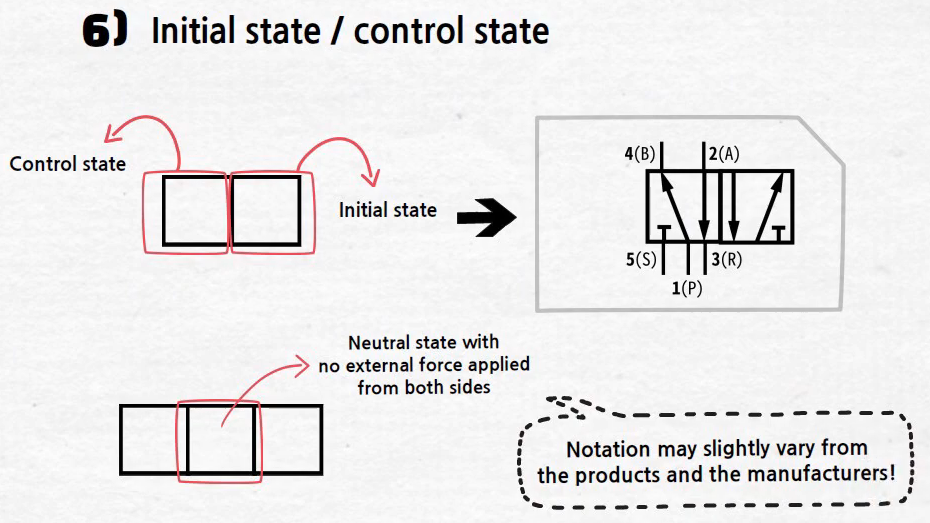 6) Initial state / control state
Control state
Initial state
4(B)
2(A)
5(S)
3(R)
1(P)
Neutral state with
no external force applied
from both sides
Notation may slightly vary from
the products and the manufacturers!